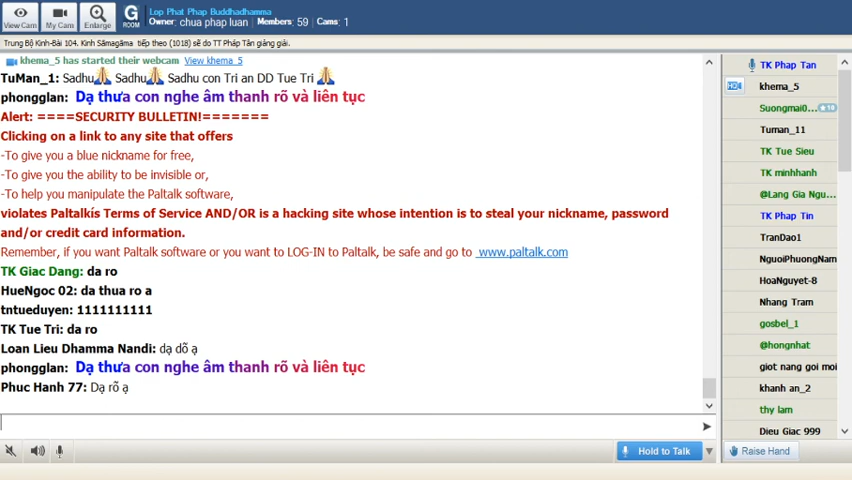 View Cam
My Cam
Enlarge
G
ROOM
Lop Phat Phap Buddhadhamma
Owner: chua phap luan , Members: 59 , Cams: 1
Trung Bộ Kinh-Bài 104. Kinh Sāmagāma tiếp theo (1018) sẽ do TT Pháp Tân giảng giải.
khema_5 has started their webcam View khema_5
TuMan_1: Sadhu Sadhu Sadhu con Tri an DD Tue Tri
phongglan: Dạ thưa con nghe âm thanh rõ và liên tục
Alert: ====SECURITY BULLETIN!=======
Clicking on a link to any site that offers
-To give you a blue nickname for free,
-To give you the ability to be invisible or,
-To help you manipulate the Paltalk software,
violates Paltalkís Terms of Service AND/OR is a hacking site whose intention is to steal your nickname, password
and/or credit card information.
Remember, if you want Paltalk software or you want to LOG-IN to Paltalk, be safe and go to www.paltalk.com
TK Giac Dang: da ro
HueNgoc 02: da thua ro a
tntueduyen: 1111111111
TK Tue Tri: da ro
Loan Lieu Dhamma Nandi: dạ dỗ ạ
phongglan: Dạ thưa con nghe âm thanh rõ và liên tục
Phuc Hanh 77: Dạ rỗ ạ
Hold to Talk
TK Phap Tan
khema_5
Suongmai0...
Tuman_11
TK Tue Sieu
TK minhhanh
@Lang Gia Ngu...
TK Phap Tin
TranDao1
NguoiPhuongNam
HoaNguyet-8
Nhang Tram
gosbel_1
@hongnhat
giot nang goi moi
khanh an_2
thy lam
Dieu Giac 999
Raise Hand